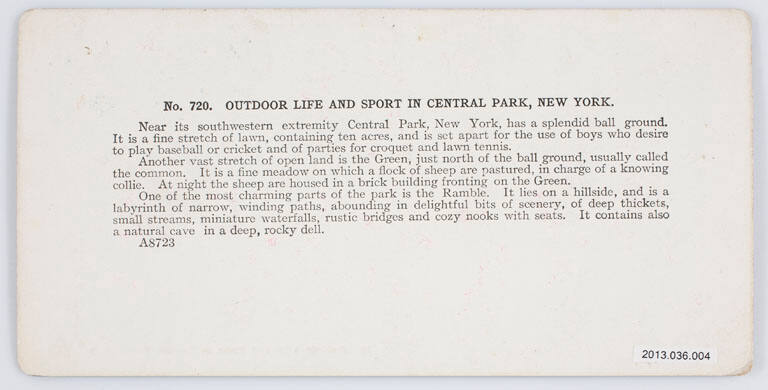 No. 720. OUTDOOR LIFE AND SPORT IN CENTRAL PARK, NEW YORK.
Near its southwestern extremity Central Park, New York, has a splendid ball ground.
It is a fine stretch of lawn, containing ten acres, and is set apart for the use of boys who desire
to play baseball or cricket and of parties for croquet and lawn tennis.
Another vast stretch of open land is the Green, just north of the ball ground, usually called
the common. It is a fine meadow on which a flock of sheep are pastured, in charge of a knowing
collie. At night the sheep are housed in a brick building fronting on the Green.
One of the most charming parts of the park is the Ramble. It lies on a hillside, and is a
labyrinth of narrow, winding paths, abounding in delightful bits of scenery, of deep thickets,
small streams, miniature waterfalls, rustic bridges and cozy nooks with seats. It contains also
a natural cave in a deep, rocky dell.
A8723
2013.036.004